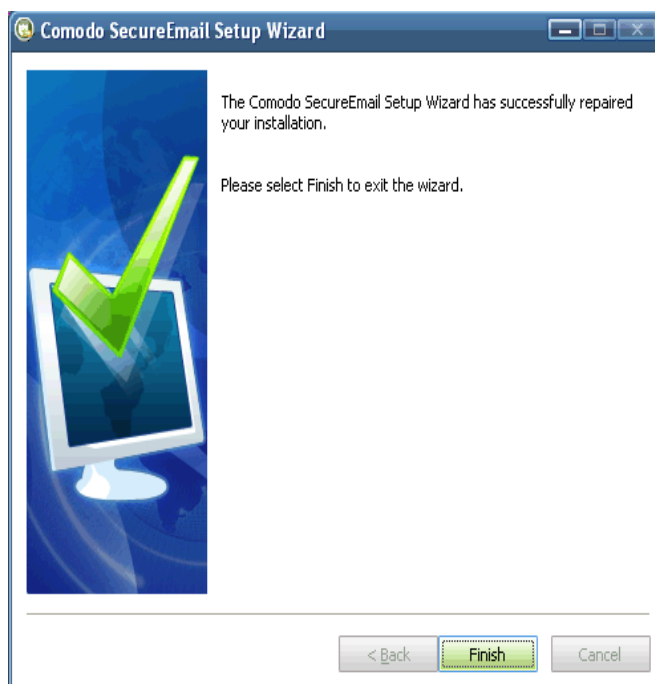 Comodo SecureEmail Setup Wizard
The Comodo SecureEmail Setup Wizard has successfully repaired
your installation.
Please select Finish to exit the wizard.
< Back
Finish
Cancel